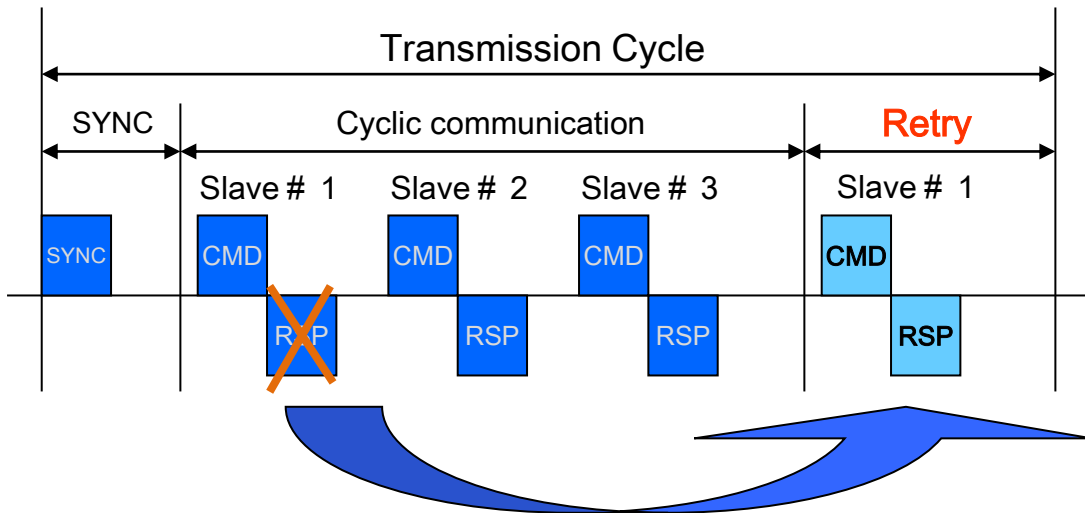 Transmission Cycle
SYNC
Cyclic communication
Retry
Slave # 1
Slave # 2
Slave # 3
Slave # 1
SYNC
CMD
CMD
CMD
CMD
RSP
RSP
RSP
RSP